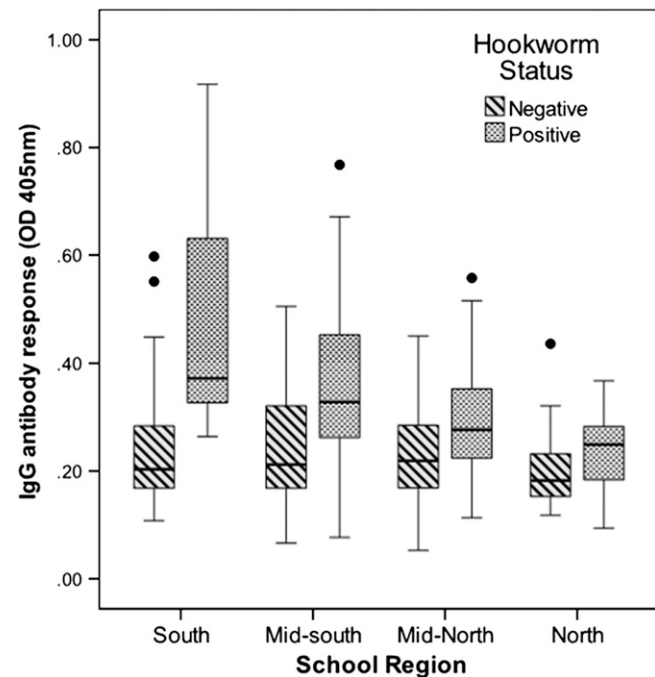 Hookworm
Status
Negative
Positive
IgG antibody response (OD 405nm)
1.00
.80
.60
.40
.20
.00
South Mid-south Mid-North North
School Region